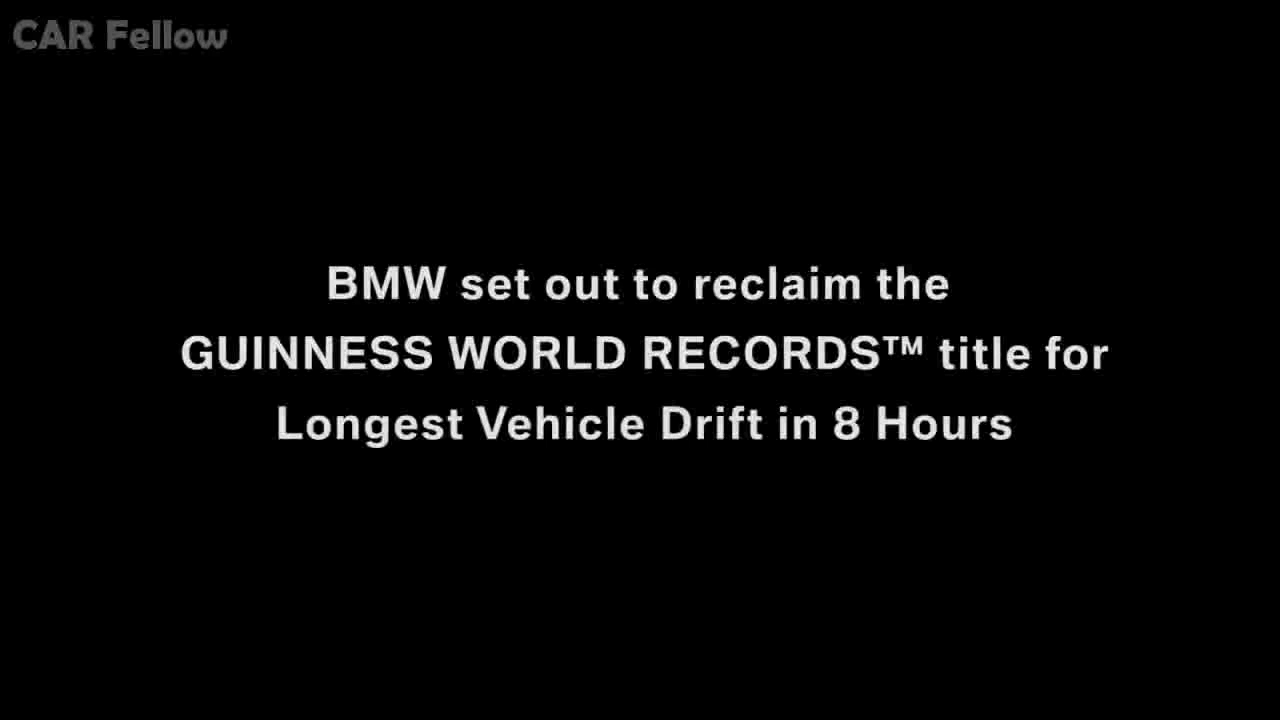 CAR Fellow
BMW set out to reclaim the
GUINNESS WORLD RECORDS™ title for
Longest Vehicle Drift in 8 Hours